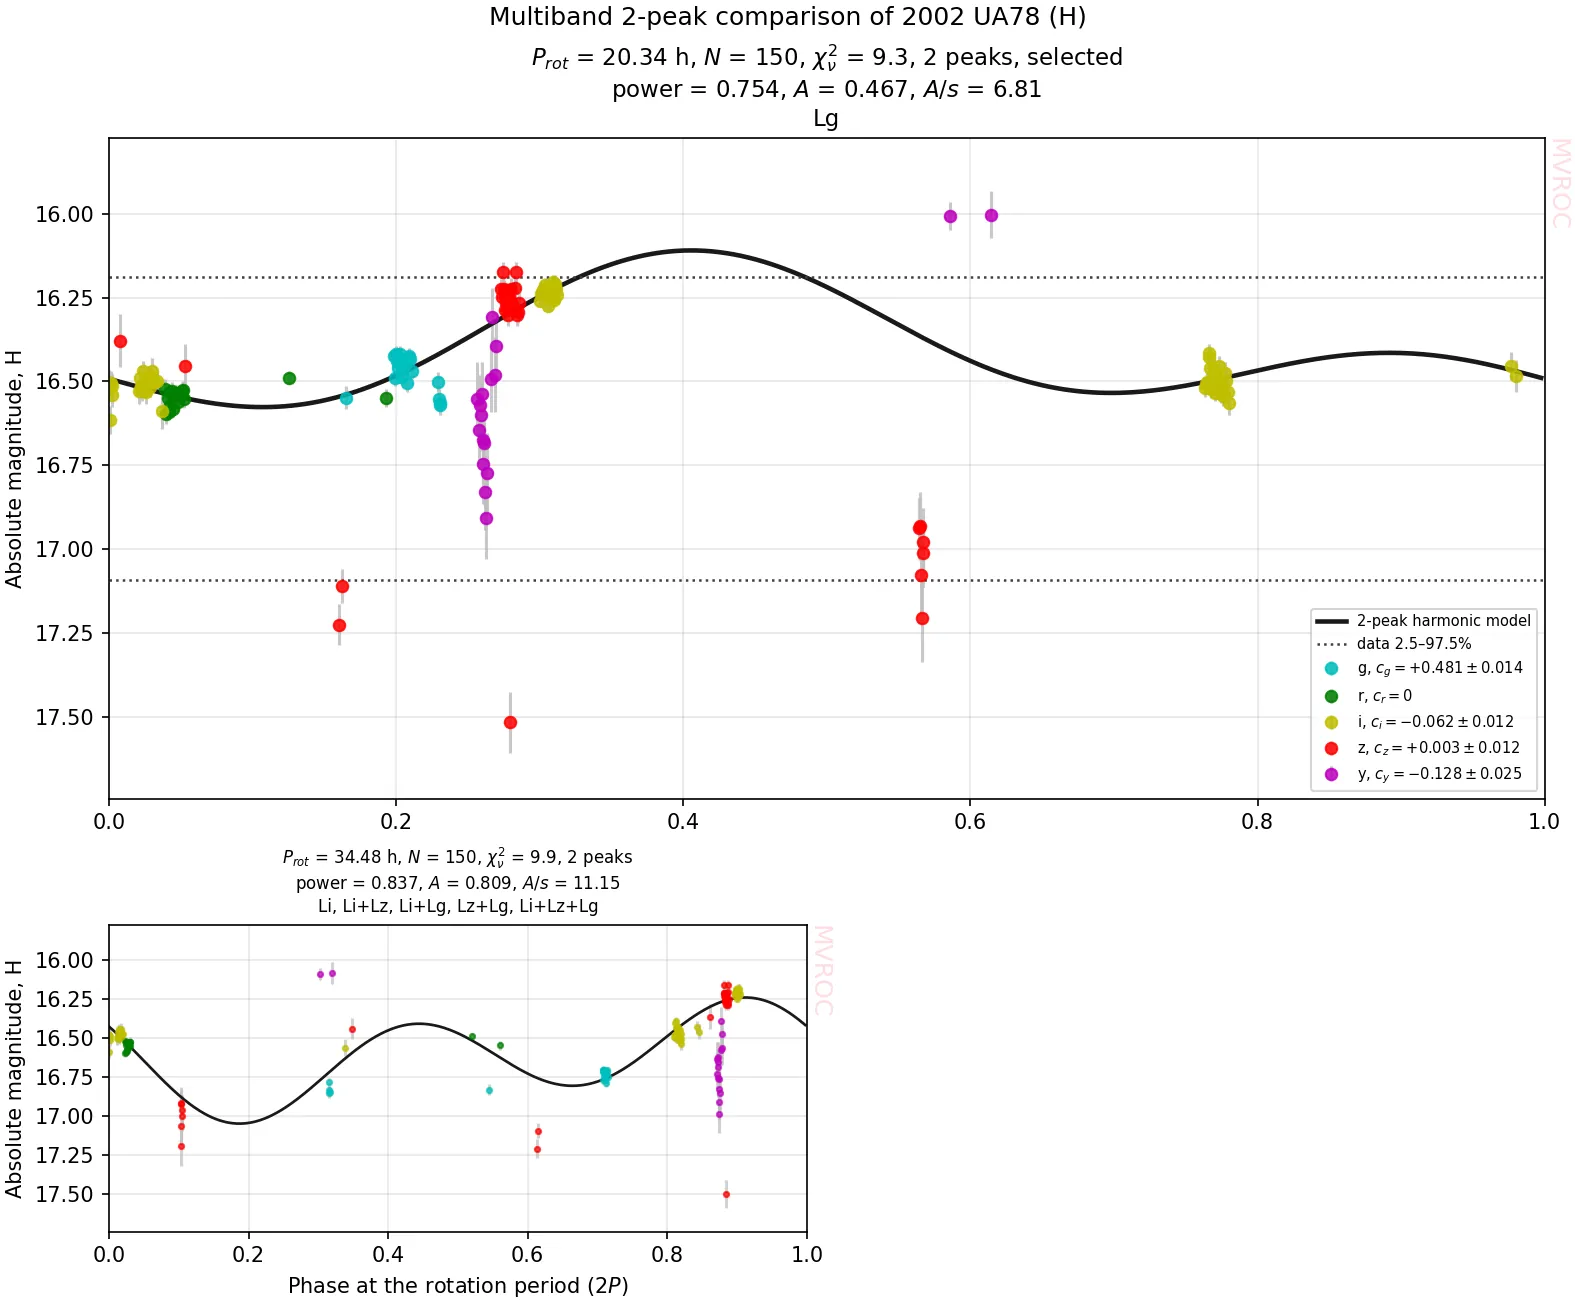 Multiband 2-peak comparison of 2002 UA78 (H)
P_rot = 20.34 h, N = 150, χ²_ν = 9.3, 2 peaks, selected
power = 0.754, A = 0.467, A/s = 6.81
Lg
MVROC
Absolute magnitude, H
16.00
16.25
16.50
16.75
17.00
17.25
17.50
2-peak harmonic model
data 2.5–97.5%
g, c_g = +0.481 ± 0.014
r, c_r = 0
i, c_i = −0.062 ± 0.012
z, c_z = +0.003 ± 0.012
y, c_y = −0.128 ± 0.025
0.0 0.2 0.4 0.6 0.8 1.0
P_rot = 34.48 h, N = 150, χ²_ν = 9.9, 2 peaks
power = 0.837, A = 0.809, A/s = 11.15
Li, Li+Lz, Li+Lg, Lz+Lg, Li+Lz+Lg
MVROC
Absolute magnitude, H
16.00
16.25
16.50
16.75
17.00
17.25
17.50
0.0 0.2 0.4 0.6 0.8 1.0
Phase at the rotation period (2P)